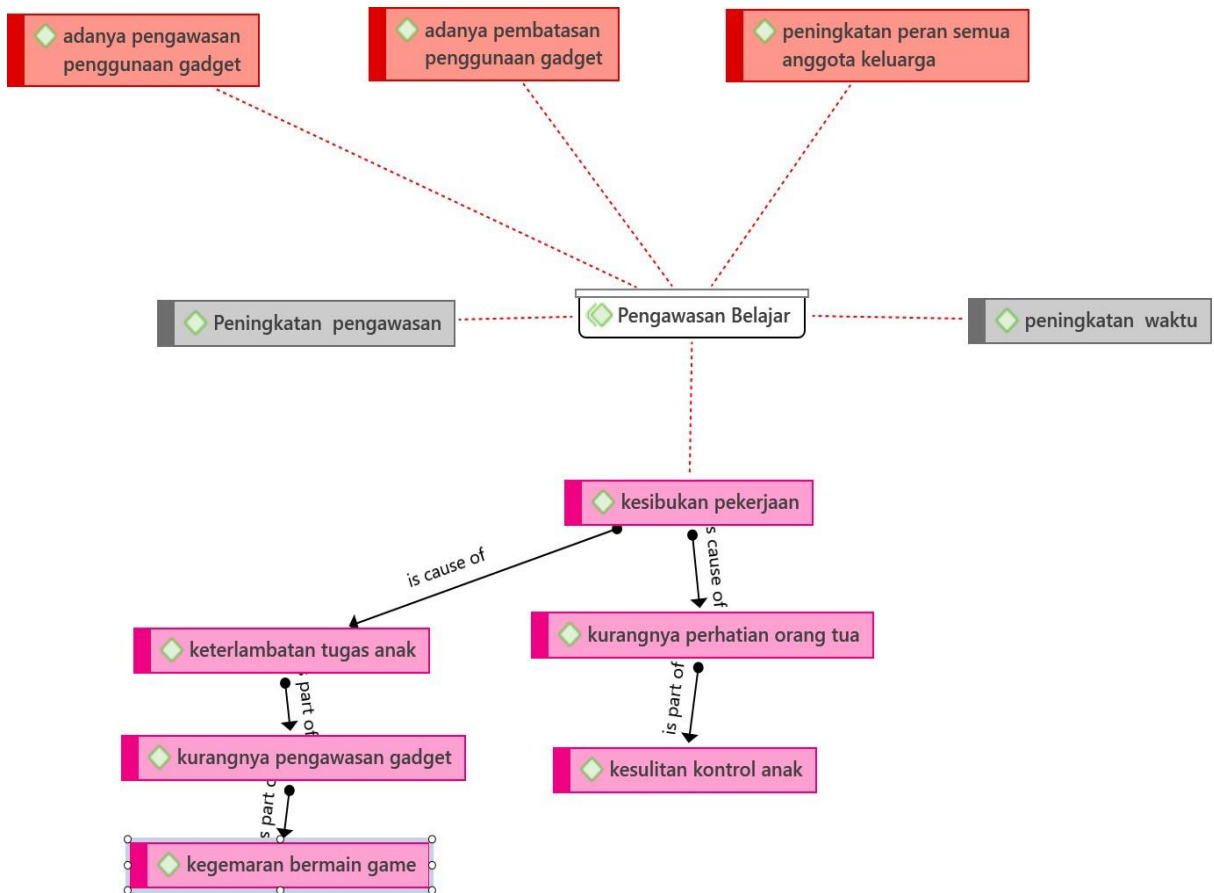 adanya pengawasan
penggunaan gadget
adanya pembatasan
penggunaan gadget
peningkatan peran semua
anggota keluarga
Peningkatan pengawasan
Pengawasan Belajar
peningkatan waktu
kesibukan pekerjaan
is cause of
s cause of
keterlambatan tugas anak
kurangnya perhatian orang tua
part of
is part of
kurangnya pengawasan gadget
kesulitan kontrol anak
s part o
kegemaran bermain game